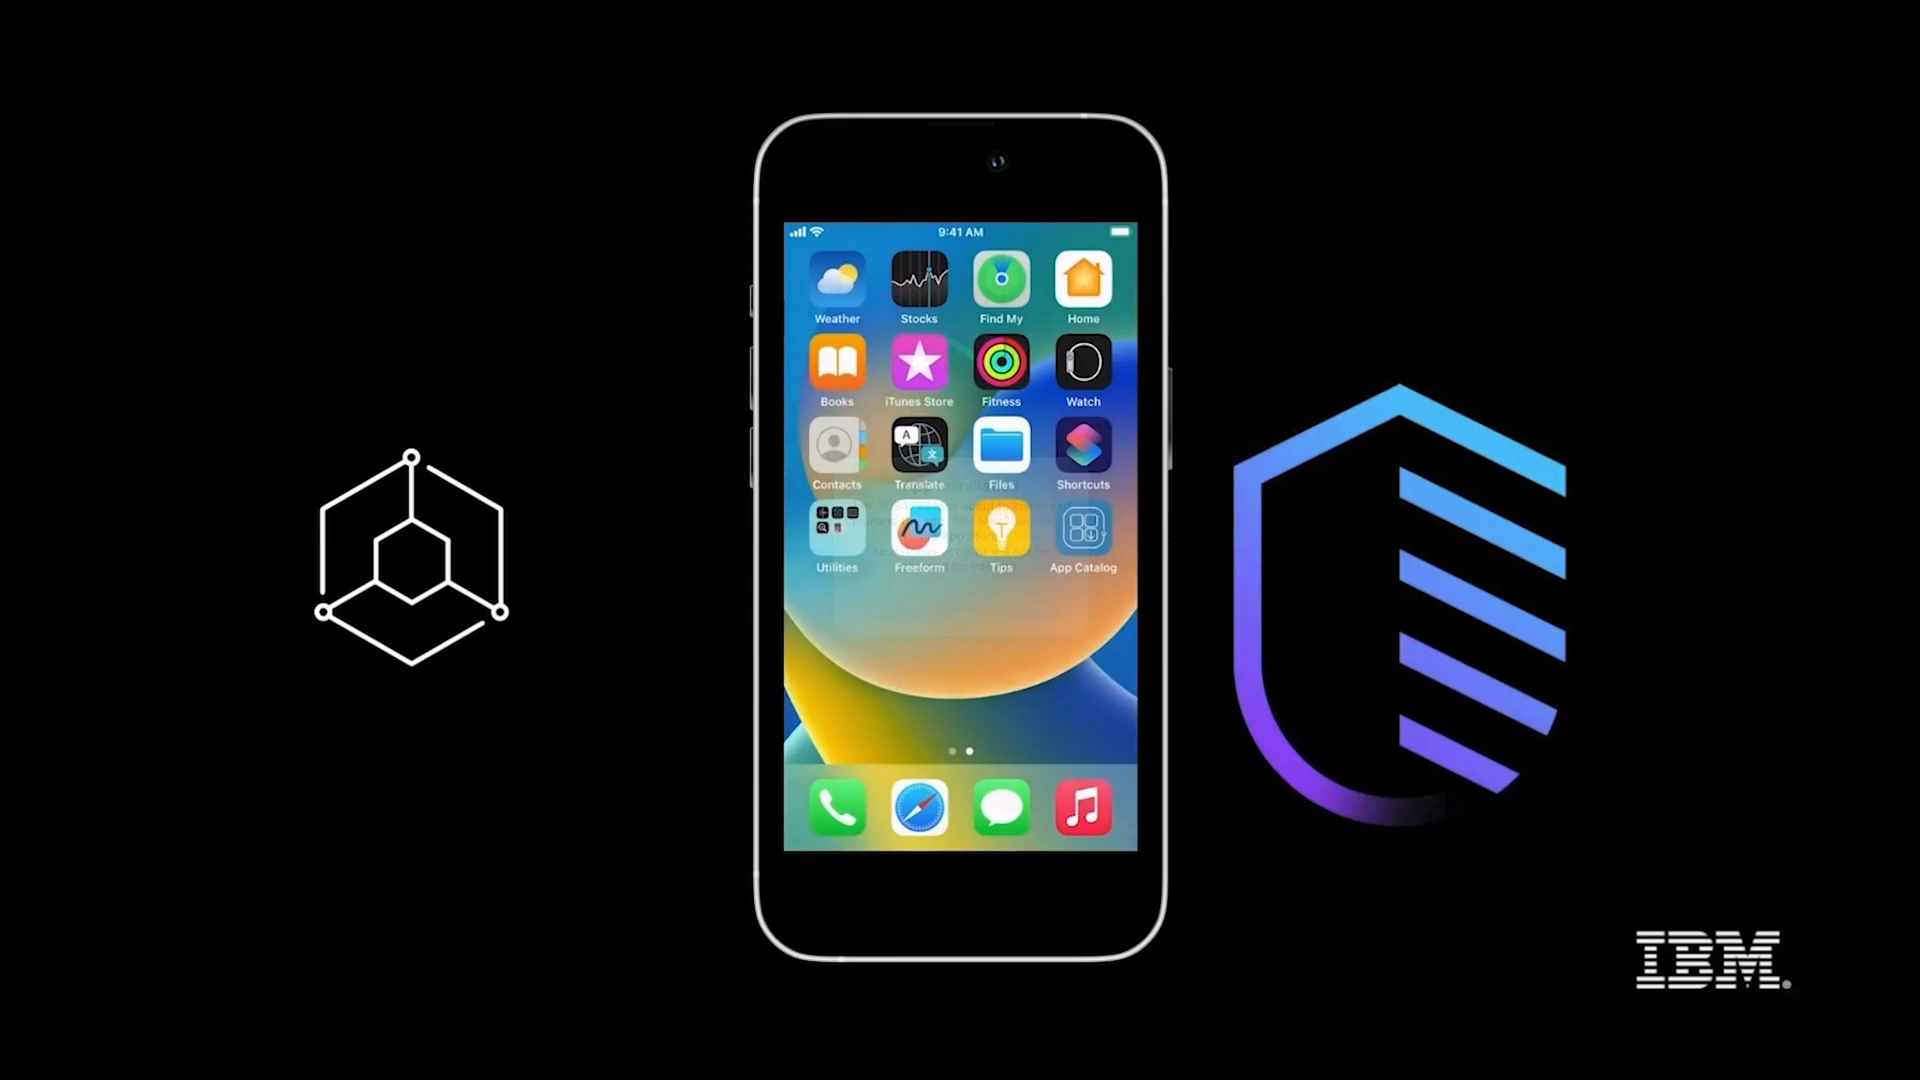 9:41 AM
Weather Stocks Find My Home
Books iTunes Store Fitness Watch
A
文
Contacts Translate Files Shortcuts
Utilities Freeform Tips App Catalog
IBM